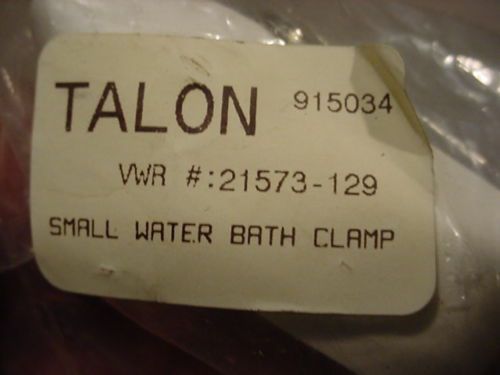 TALON 915034
VWR #:21573-129
SMALL WATER BATH CLAMP